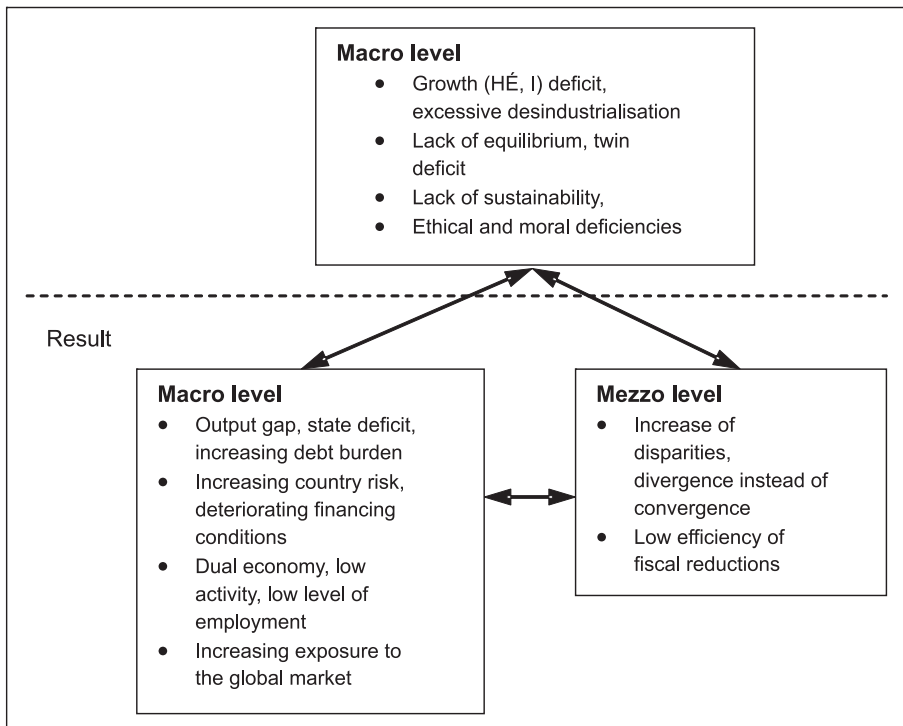 Macro level
• Growth (HÉ, I) deficit,
excessive desindustrialisation
• Lack of equilibrium, twin
deficit
• Lack of sustainability,
• Ethical and moral deficiencies
Result
Macro level
• Output gap, state deficit,
increasing debt burden
• Increasing country risk,
deteriorating financing
conditions
• Dual economy, low
activity, low level of
employment
• Increasing exposure to
the global market
Mezzo level
• Increase of
disparities,
divergence instead of
convergence
• Low efficiency of
fiscal reductions